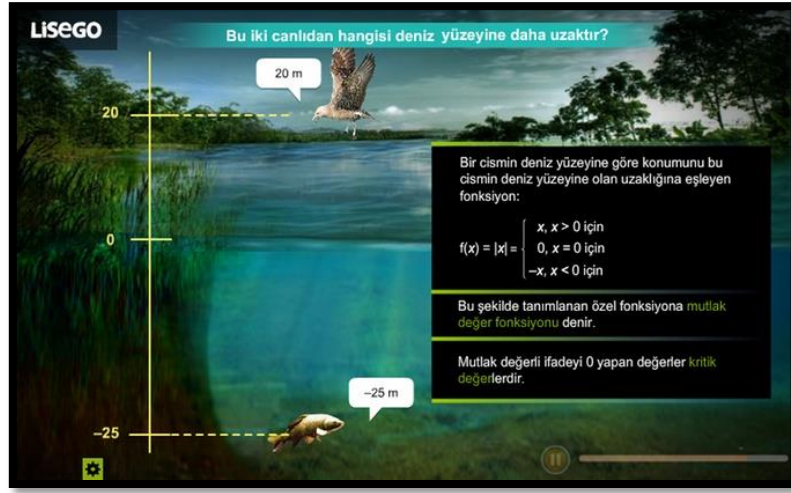 LiSeGO
Bu iki canlıdan hangisi deniz yüzeyine daha uzaktır?
20 m
20
Bir cismin deniz yüzeyine göre konumunu bu
cismin deniz yüzeyine olan uzaklığına eşleyen
fonksiyon:
x, x > 0 için
f(x) = |x| = 0, x = 0 için
–x, x < 0 için
0
Bu şekilde tanımlanan özel fonksiyona mutlak
değer fonksiyonu denir.
Mutlak değerli ifadeyi 0 yapan değerler kritik
değerlerdir.
–25 m
–25